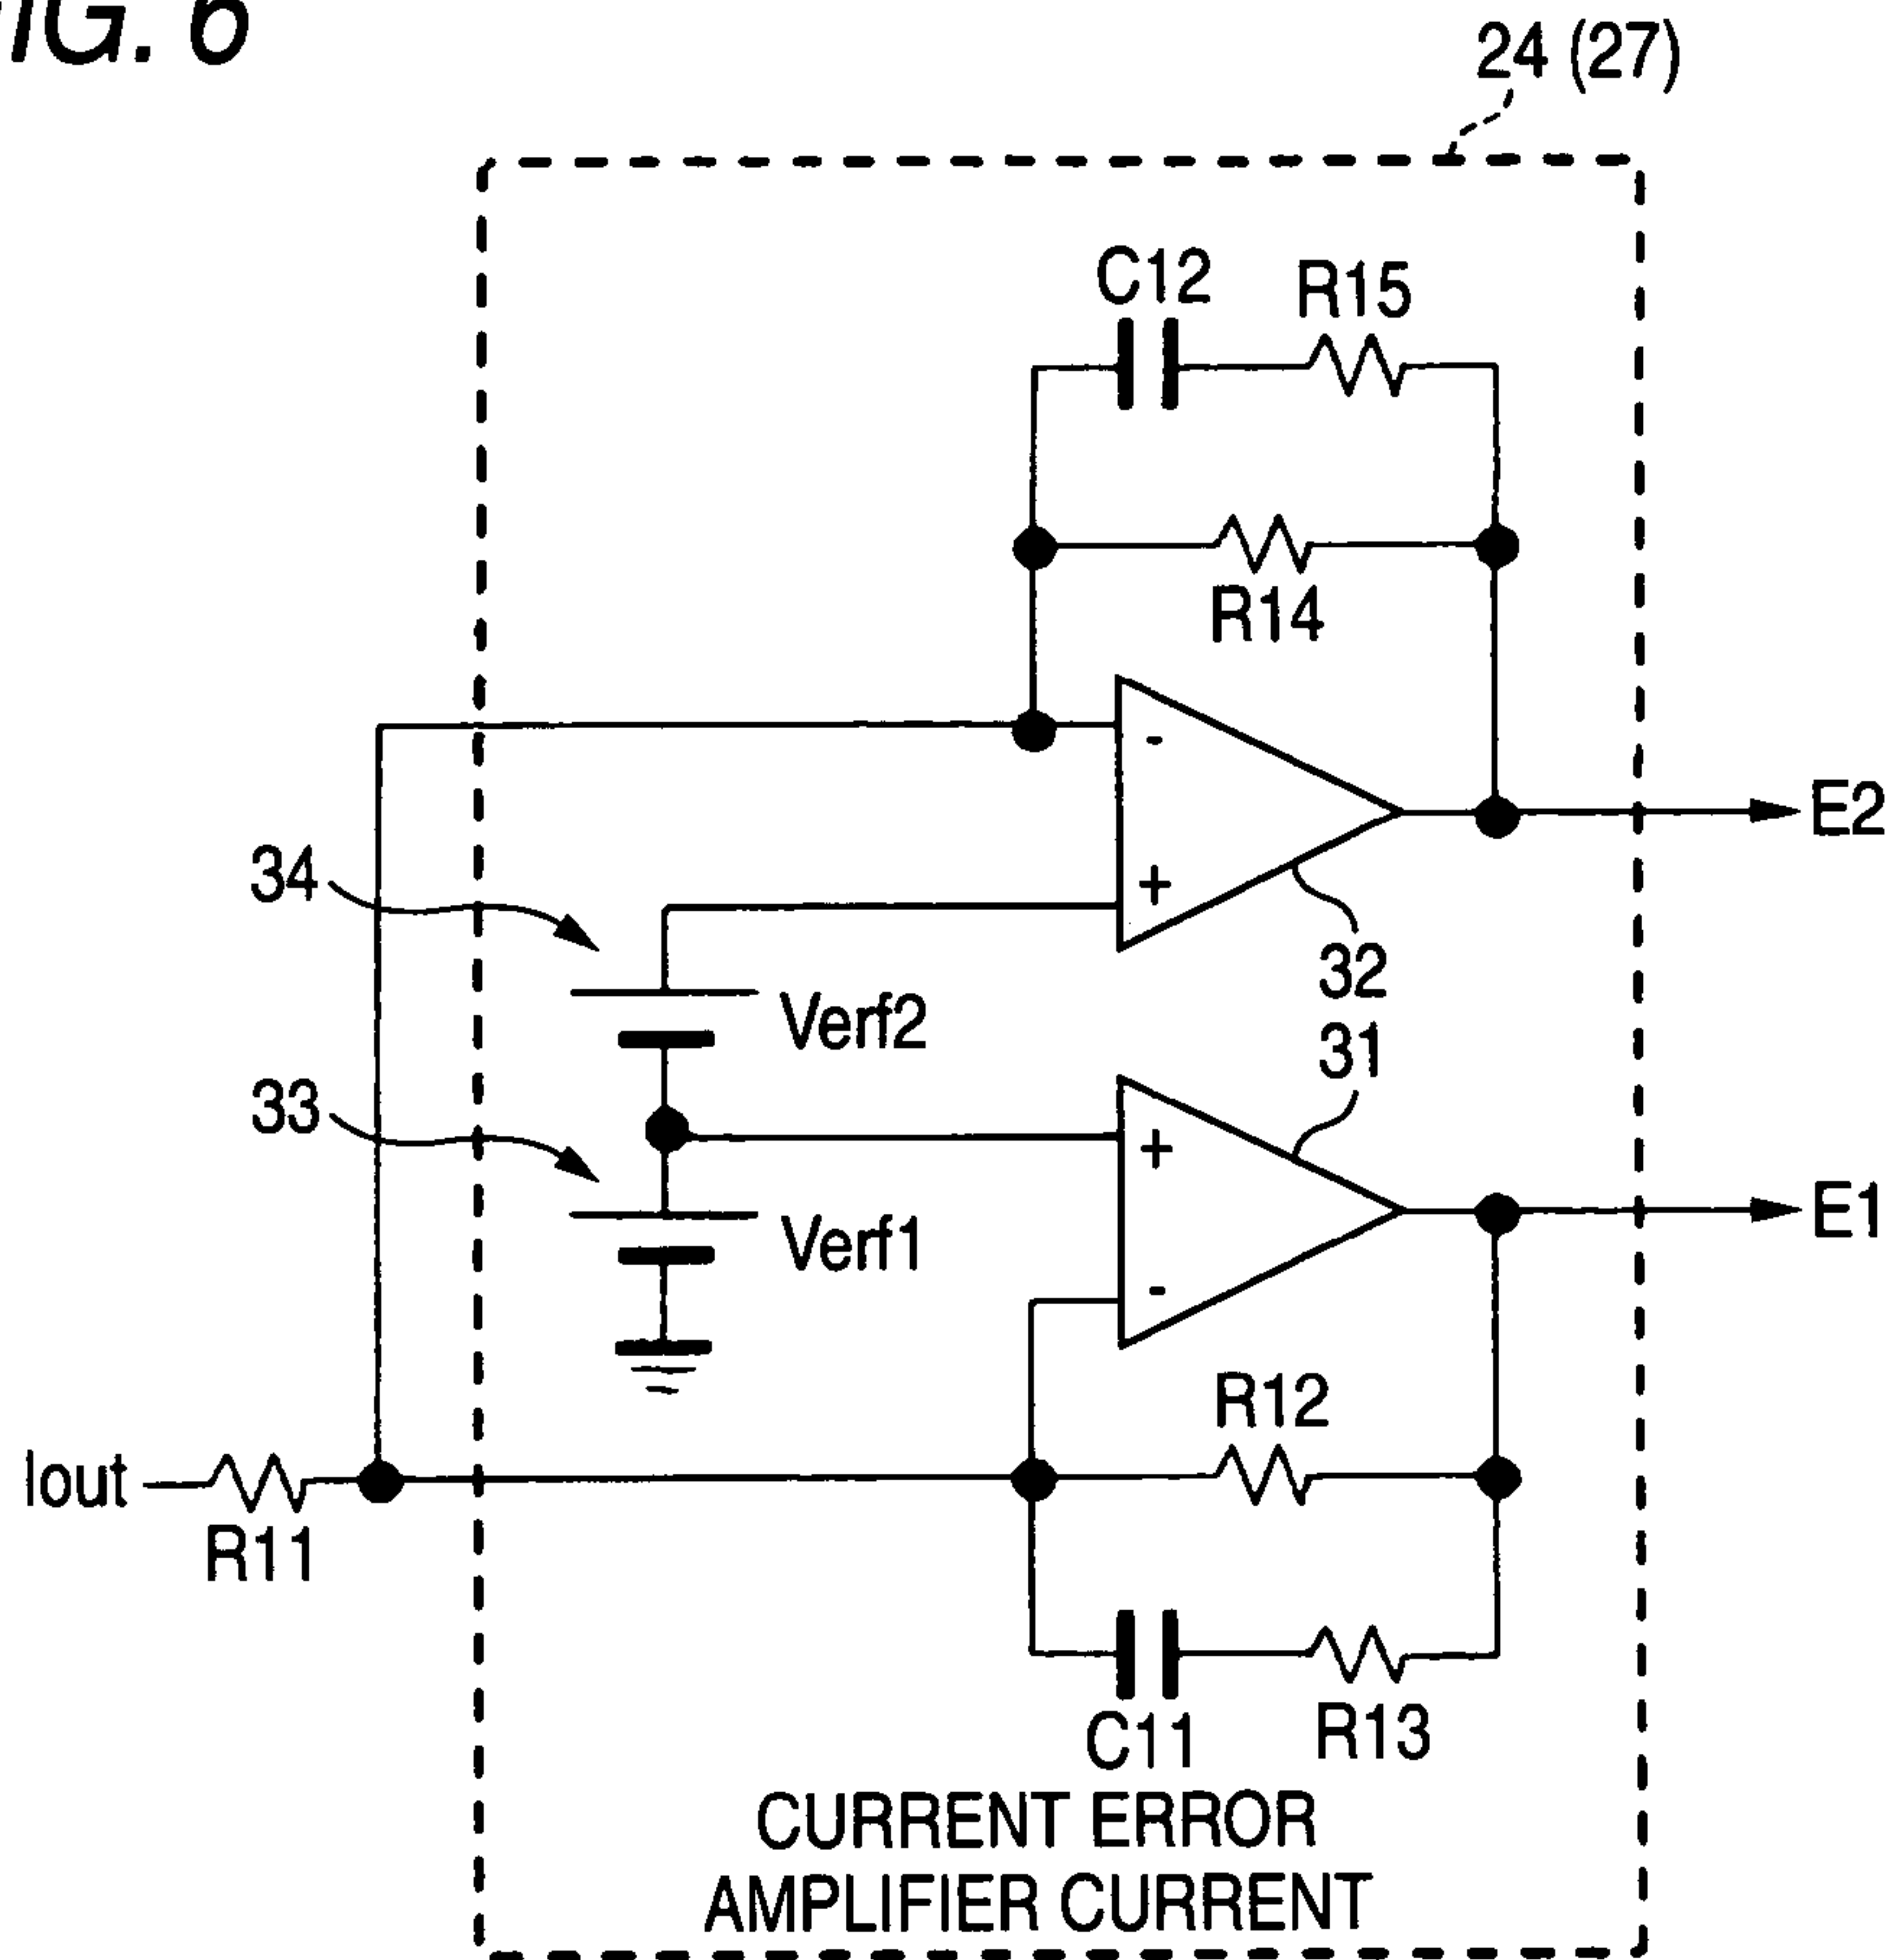 FIG. 6
24 (27)
C12
R15
R14
-
+
E2
34
32
Verf2
31
33
+
E1
Verf1
-
R12
Iout
R11
C11
R13
CURRENT ERROR
AMPLIFIER CURRENT